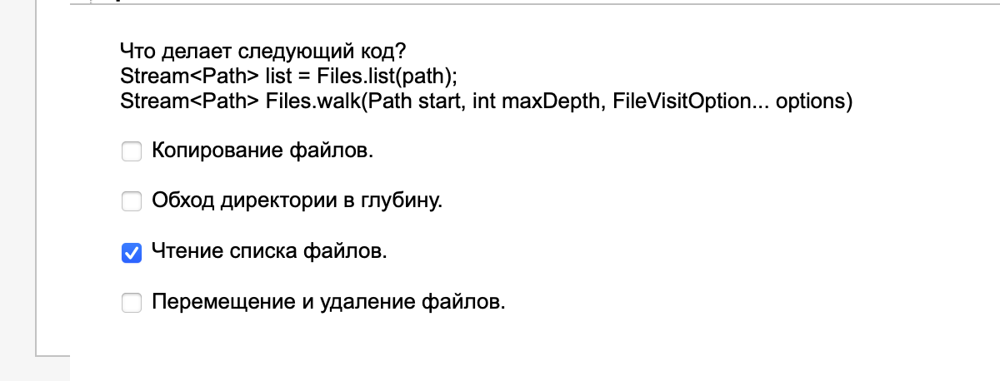 Что делает следующий код?
Stream<Path> list = Files.list(path);
Stream<Path> Files.walk(Path start, int maxDepth, FileVisitOption... options)
Копирование файлов.
Обход директории в глубину.
Чтение списка файлов.
Перемещение и удаление файлов.